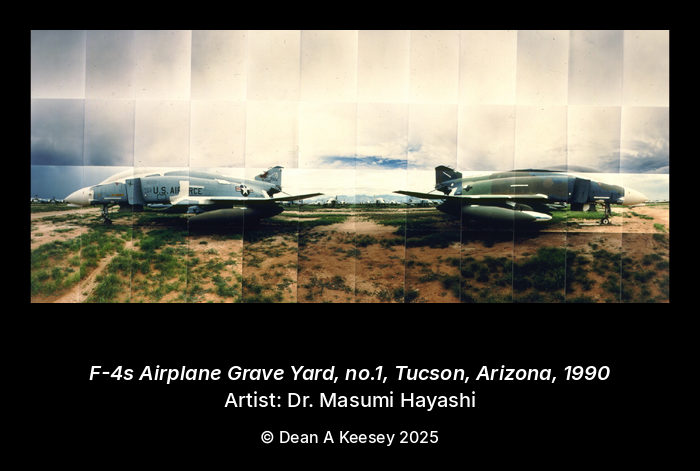 U.S. AIR FORCE
F-4s Airplane Grave Yard, no.1, Tucson, Arizona, 1990
Artist: Dr. Masumi Hayashi
© Dean A Keesey 2025